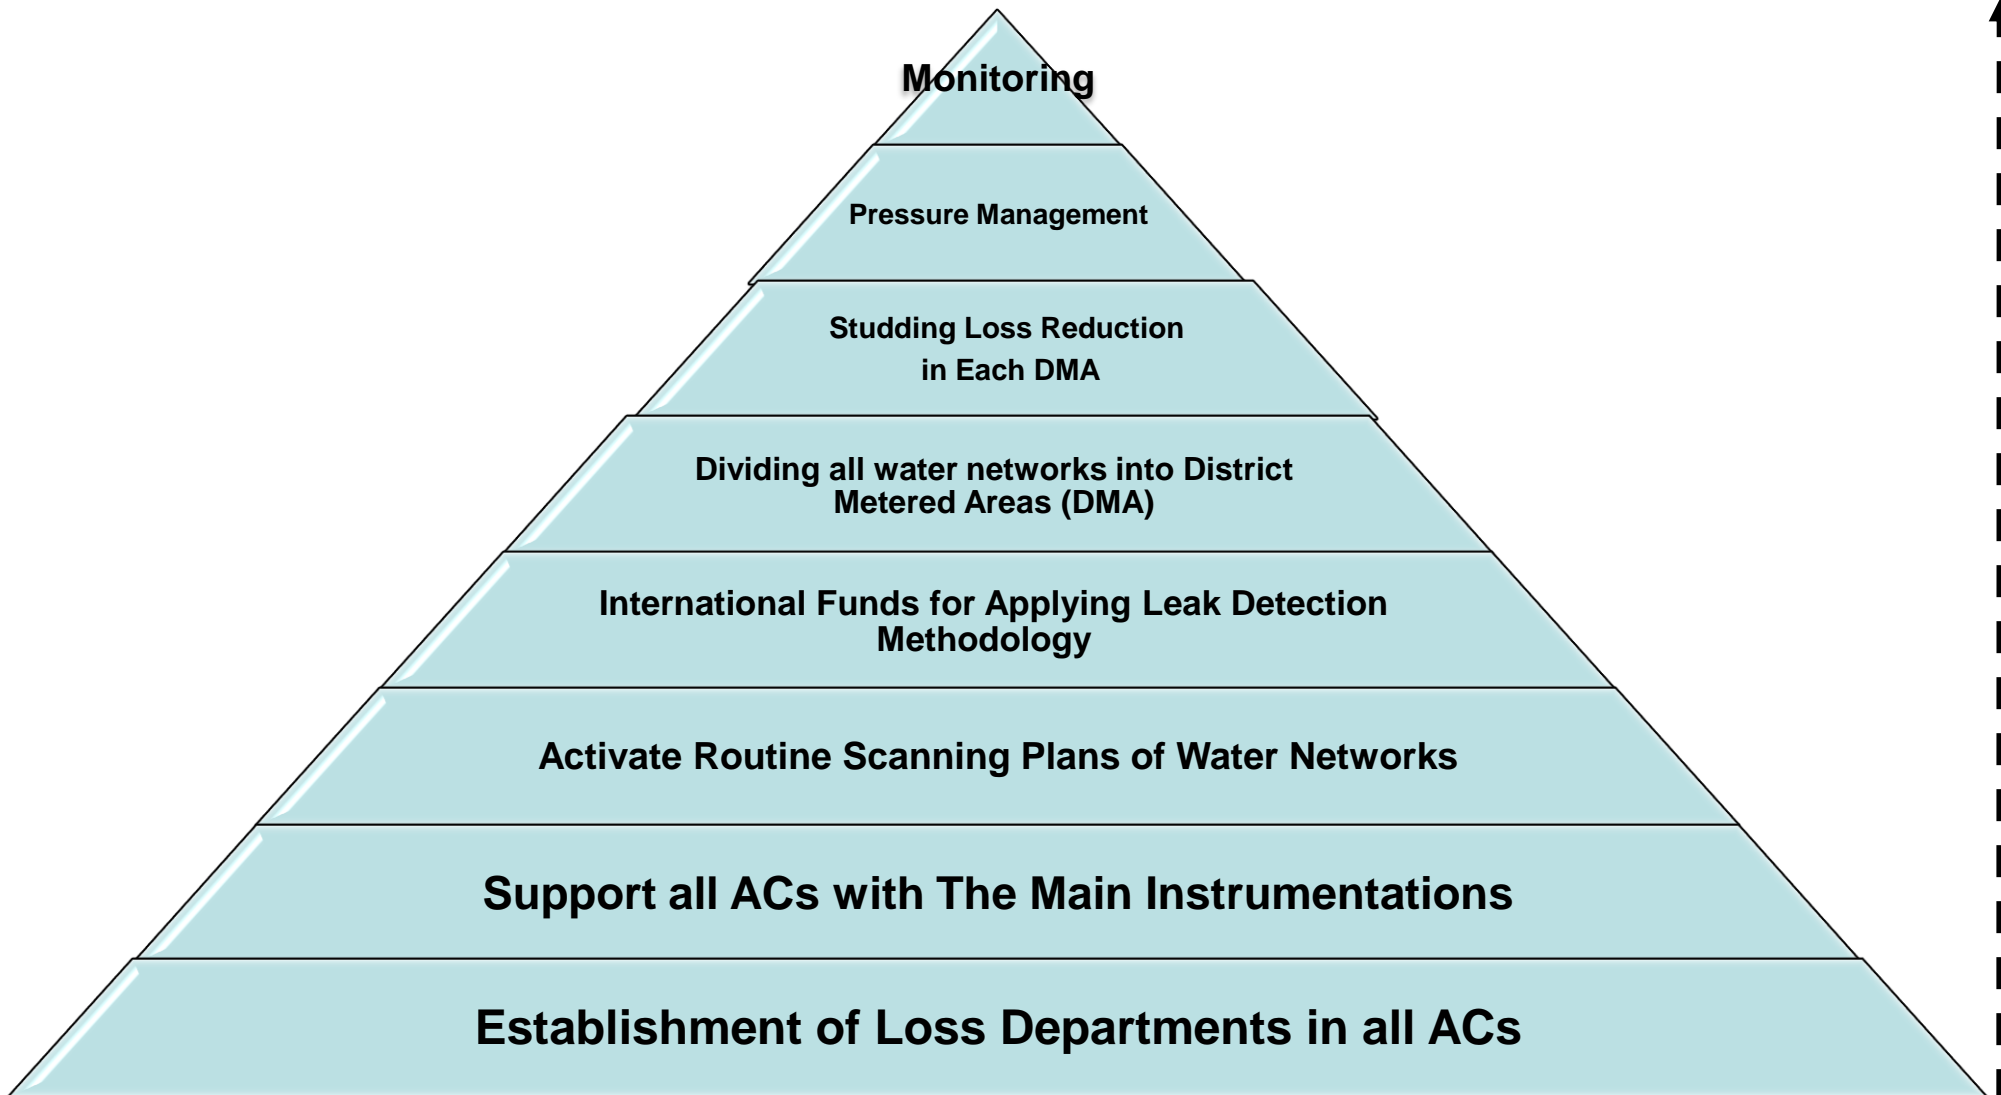 Monitoring
Pressure Management
Studding Loss Reduction
in Each DMA
Dividing all water networks into District
Metered Areas (DMA)
International Funds for Applying Leak Detection
Methodology
Activate Routine Scanning Plans of Water Networks
Support all ACs with The Main Instrumentations
Establishment of Loss Departments in all ACs